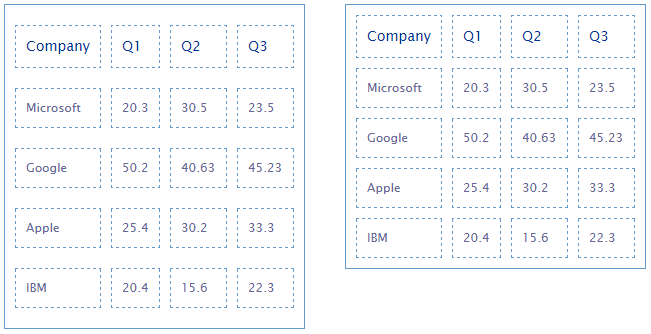 Company Q1 Q2 Q3
Microsoft 20.3 30.5 23.5
Google 50.2 40.63 45.23
Apple 25.4 30.2 33.3
IBM 20.4 15.6 22.3
Company Q1 Q2 Q3
Microsoft 20.3 30.5 23.5
Google 50.2 40.63 45.23
Apple 25.4 30.2 33.3
IBM 20.4 15.6 22.3